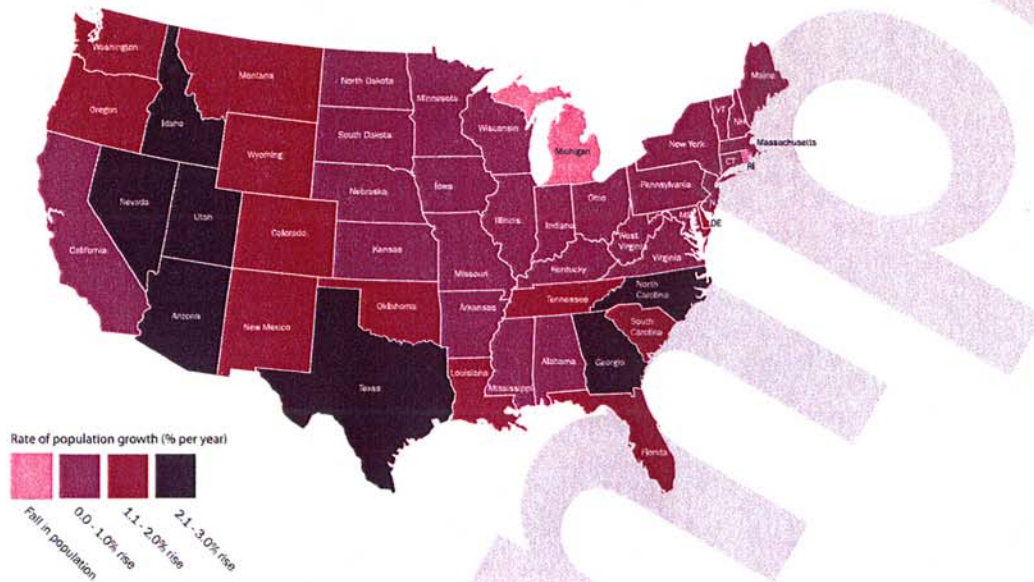 Washington
Montana
North Dakota
Minnesota
Maine
VT
NH
Oregon
Idaho
Wyoming
South Dakota
Wisconsin
Michigan
New York
Massachusetts
CT
RI
Nevada
Utah
Colorado
Nebraska
Iowa
Illinois
Indiana
Ohio
Pennsylvania
DE
California
Kansas
Missouri
Kentucky
West
Virginia
Virginia
Arizona
New Mexico
Oklahoma
Arkansas
Tennessee
North
Carolina
South
Carolina
Texas
Louisiana
Mississippi
Alabama
Georgia
Florida
Rate of population growth (% per year)
Fall in population
0.0 - 1.0% rise
1.1 - 2.0% rise
2.1 - 3.0% rise